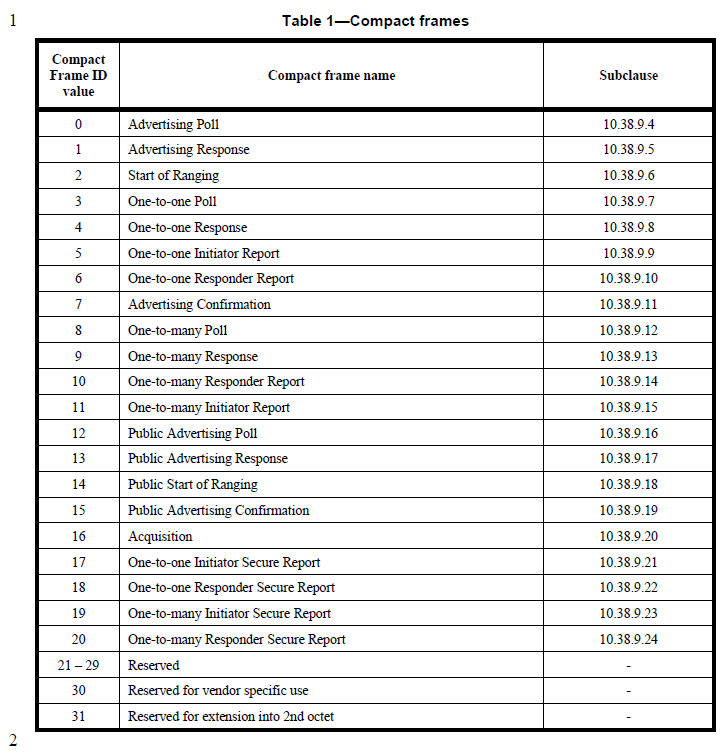 1
Table 1—Compact frames
Compact Frame ID value Compact frame name Subclause
0 Advertising Poll 10.38.9.4
1 Advertising Response 10.38.9.5
2 Start of Ranging 10.38.9.6
3 One-to-one Poll 10.38.9.7
4 One-to-one Response 10.38.9.8
5 One-to-one Initiator Report 10.38.9.9
6 One-to-one Responder Report 10.38.9.10
7 Advertising Confirmation 10.38.9.11
8 One-to-many Poll 10.38.9.12
9 One-to-many Response 10.38.9.13
10 One-to-many Responder Report 10.38.9.14
11 One-to-many Initiator Report 10.38.9.15
12 Public Advertising Poll 10.38.9.16
13 Public Advertising Response 10.38.9.17
14 Public Start of Ranging 10.38.9.18
15 Public Advertising Confirmation 10.38.9.19
16 Acquisition 10.38.9.20
17 One-to-one Initiator Secure Report 10.38.9.21
18 One-to-one Responder Secure Report 10.38.9.22
19 One-to-many Initiator Secure Report 10.38.9.23
20 One-to-many Responder Secure Report 10.38.9.24
21 – 29 Reserved -
30 Reserved for vendor specific use -
31 Reserved for extension into 2nd octet -
2